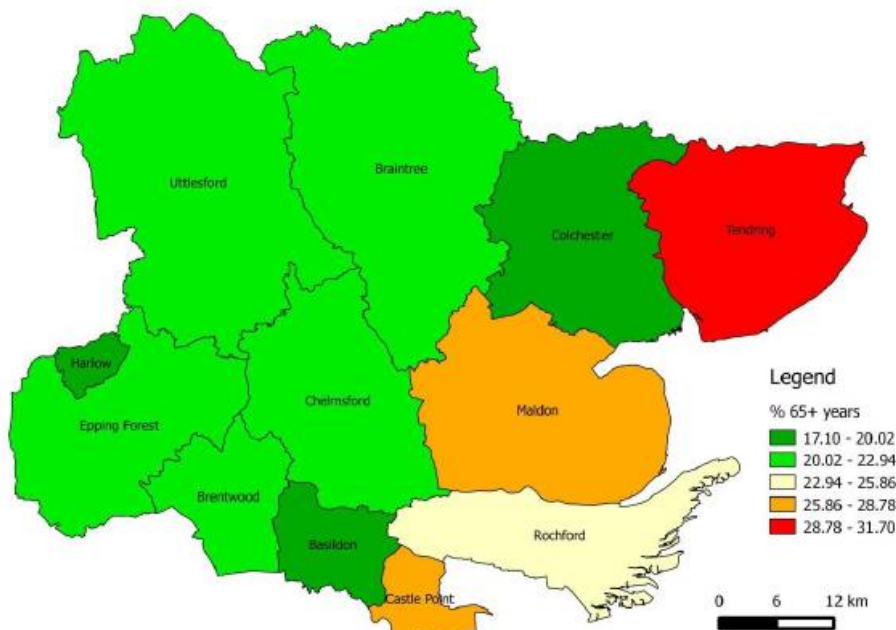 Uttlesford
Braintree
Colchester
Tendring
Harlow
Epping Forest
Chelmsford
Maldon
Brentwood
Basildon
Rochford
Castle Point
Legend
% 65+ years
17.10 - 20.02
20.02 - 22.94
22.94 - 25.86
25.86 - 28.78
28.78 - 31.70
0 6 12 km